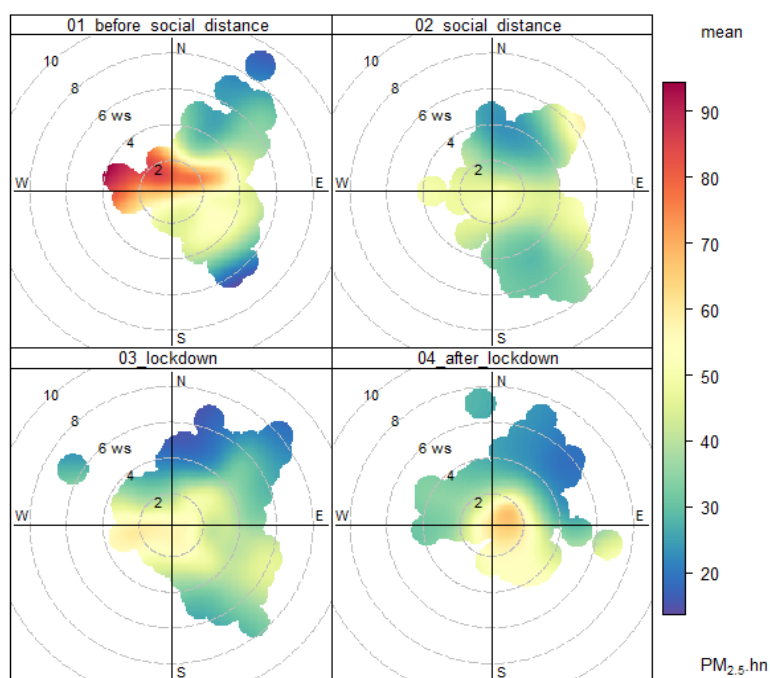 01_before_social_distance
02_social_distance
mean
N
10
8
6 ws
4
2
W
E
S
N
10
8
6 ws
4
2
W
E
S
03_lockdown
04_after_lockdown
N
10
8
6 ws
4
2
W
E
S
N
10
8
6 ws
4
2
W
E
S
90
80
70
60
50
40
30
20
PM2.5.hn